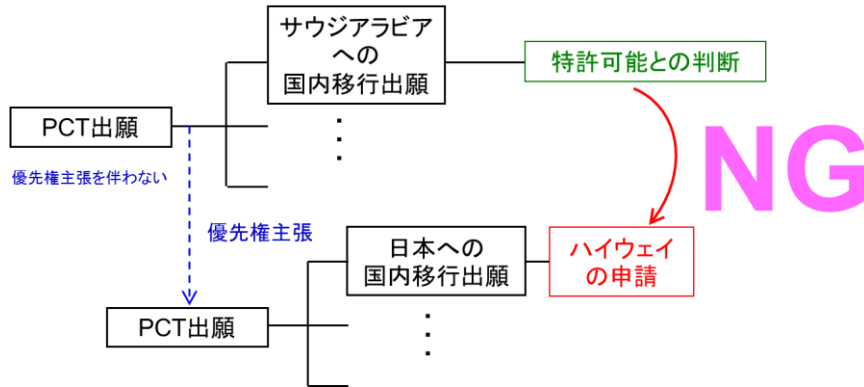 サウジアラビア
への
国内移行出願
特許可能との判断
PCT出願
優先権主張を伴わない
NG
優先権主張
日本への
国内移行出願
ハイウェイ
の申請
PCT出願